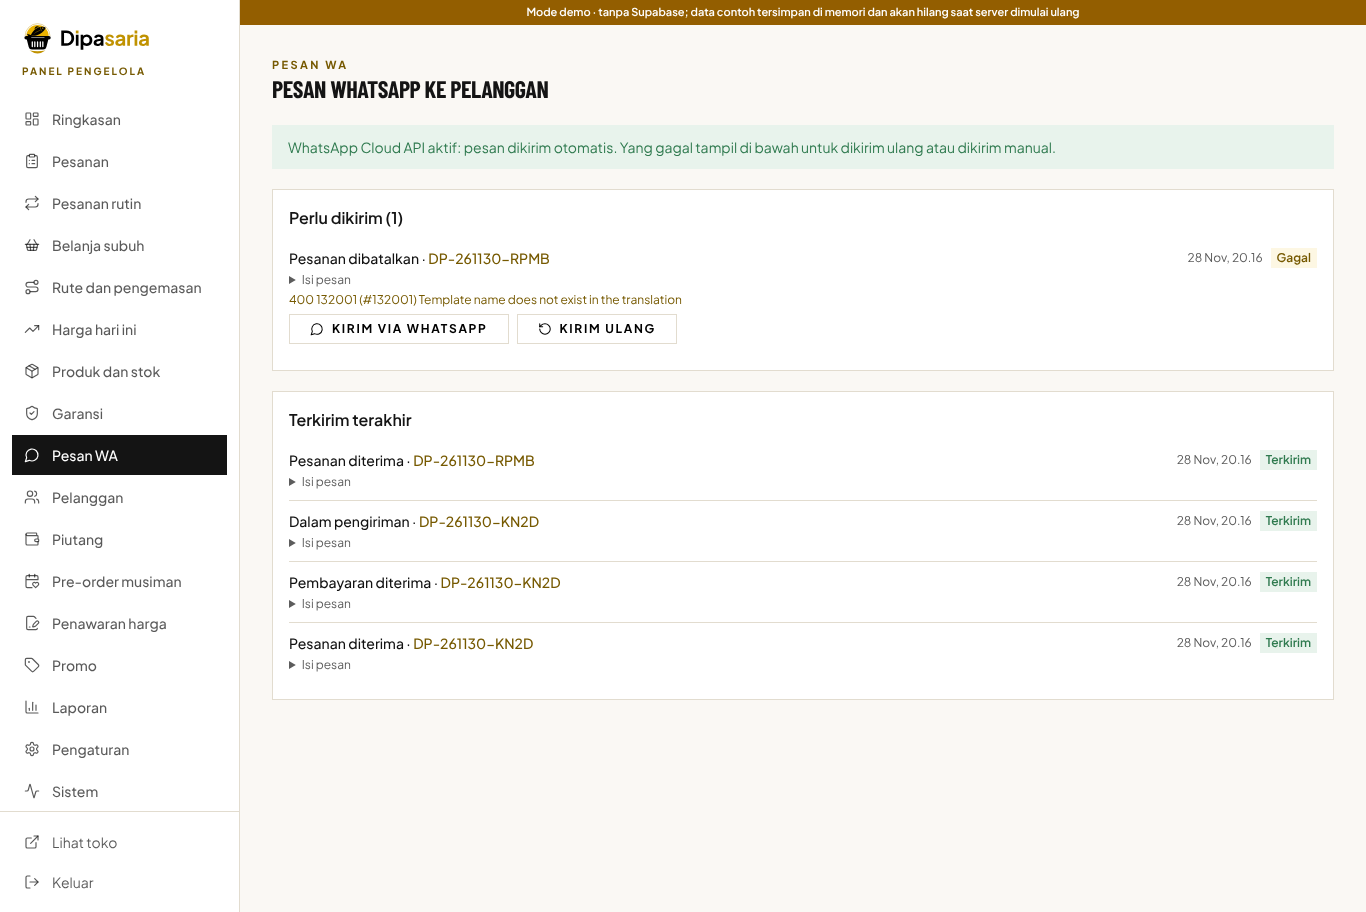 Mode demo · tanpa Supabase; data contoh tersimpan di memori dan akan hilang saat server dimulai ulang
Dipasaria
PANEL PENGELOLA
Ringkasan
Pesanan
Pesanan rutin
Belanja subuh
Rute dan pengemasan
Harga hari ini
Produk dan stok
Garansi
Pesan WA
Pelanggan
Piutang
Pre-order musiman
Penawaran harga
Promo
Laporan
Pengaturan
Sistem
Lihat toko
Keluar
PESAN WA
PESAN WHATSAPP KE PELANGGAN
WhatsApp Cloud API aktif: pesan dikirim otomatis. Yang gagal tampil di bawah untuk dikirim ulang atau dikirim manual.
Perlu dikirim (1)
Pesanan dibatalkan · DP-261130-RPMB 28 Nov, 20.16 Gagal
Isi pesan
400 132001 (#132001) Template name does not exist in the translation
KIRIM VIA WHATSAPP KIRIM ULANG
Terkirim terakhir
Pesanan diterima · DP-261130-RPMB 28 Nov, 20.16 Terkirim
Isi pesan
Dalam pengiriman · DP-261130-KN2D 28 Nov, 20.16 Terkirim
Isi pesan
Pembayaran diterima · DP-261130-KN2D 28 Nov, 20.16 Terkirim
Isi pesan
Pesanan diterima · DP-261130-KN2D 28 Nov, 20.16 Terkirim
Isi pesan